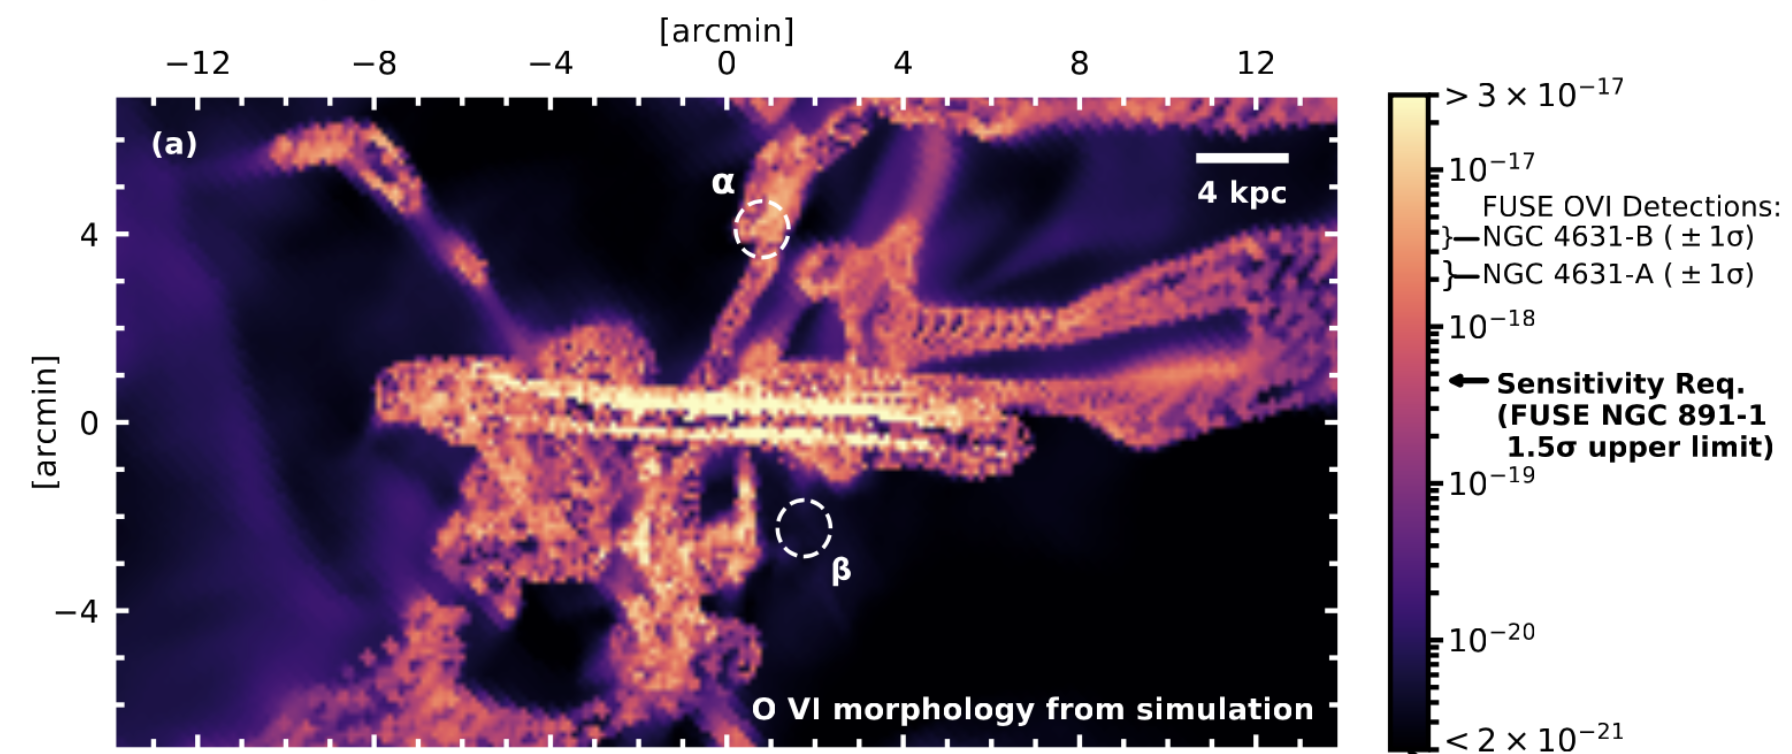 [arcmin]
−12 −8 −4 0 4 8 12
(a)
α
4 kpc
4
0
−4
[arcmin]
β
O VI morphology from simulation
> 3 × 10⁻¹⁷
10⁻¹⁷
FUSE OVI Detections:
}—NGC 4631-B ( ± 1σ)
}—NGC 4631-A ( ± 1σ)
10⁻¹⁸
Sensitivity Req.
(FUSE NGC 891-1
1.5σ upper limit)
10⁻¹⁹
10⁻²⁰
< 2 × 10⁻²¹